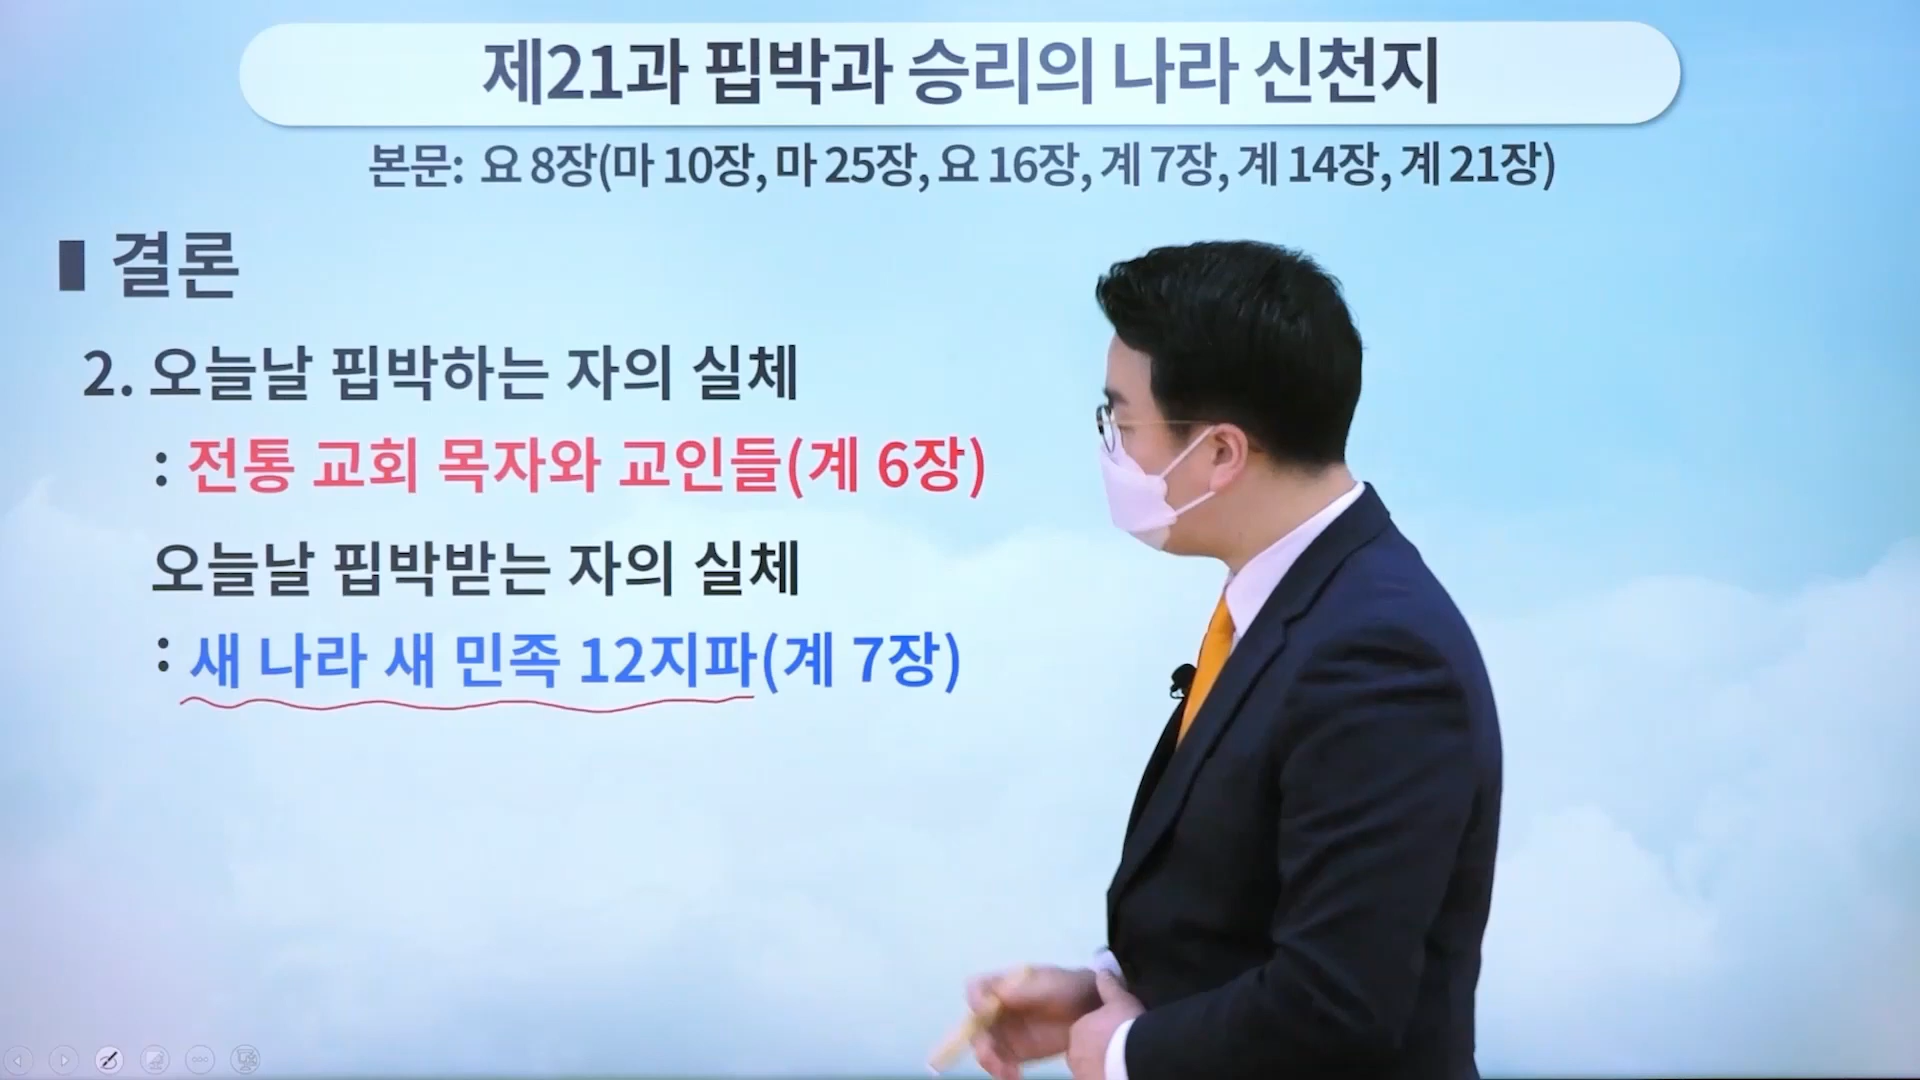 제21과 핍박과 승리의 나라 신천지
본문: 요 8장(마 10장, 마 25장, 요 16장, 계 7장, 계 14장, 계 21장)
결론
2. 오늘날 핍박하는 자의 실체
: 전통 교회 목자와 교인들(계 6장)
오늘날 핍박받는 자의 실체
: 새 나라 새 민족 12지파(계 7장)